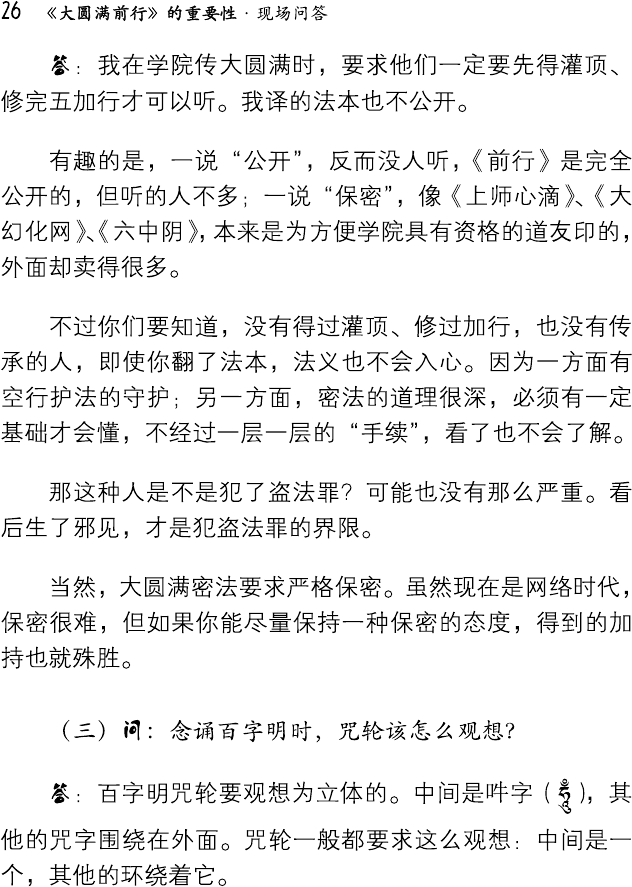 26 《大圆满前行》的重要性·现场问答
答：我在学院传大圆满时，要求他们一定要先得灌顶、
修完五加行才可以听。我译的法本也不公开。
有趣的是，一说“公开”，反而没人听，《前行》是完全
公开的，但听的人不多；一说“保密”，像《上师心滴》、《大
幻化网》、《六中阴》，本来是为方便学院具有资格的道友印的，
外面却卖得很多。
不过你们要知道，没有得过灌顶、修过加行，也没有传
承的人，即使你翻了法本，法义也不会入心。因为一方面有
空行护法的守护；另一方面，密法的道理很深，必须有一定
基础才会懂，不经过一层一层的“手续”，看了也不会了解。
那这种人是不是犯了盗法罪？可能也没有那么严重。看
后生了邪见，才是犯盗法罪的界限。
当然，大圆满密法要求严格保密。虽然现在是网络时代，
保密很难，但如果你能尽量保持一种保密的态度，得到的加
持也就殊胜。
（三）问：念诵百字明时，咒轮该怎么观想？
答：百字明咒轮要观想为立体的。中间是吽字（ཧཱུྃ），其
他的咒字围绕在外面。咒轮一般都要求这么观想：中间是一
个，其他的环绕着它。